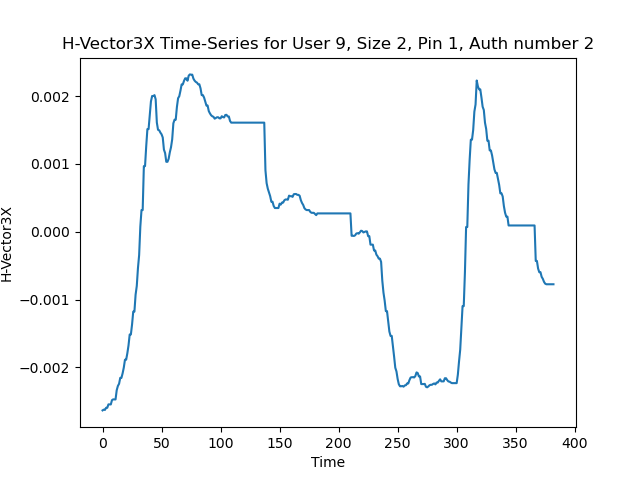 H-Vector3X Time-Series for User 9, Size 2, Pin 1, Auth number 2
H-Vector3X
0.002
0.001
0.000
−0.001
−0.002
0 50 100 150 200 250 300 350 400
Time